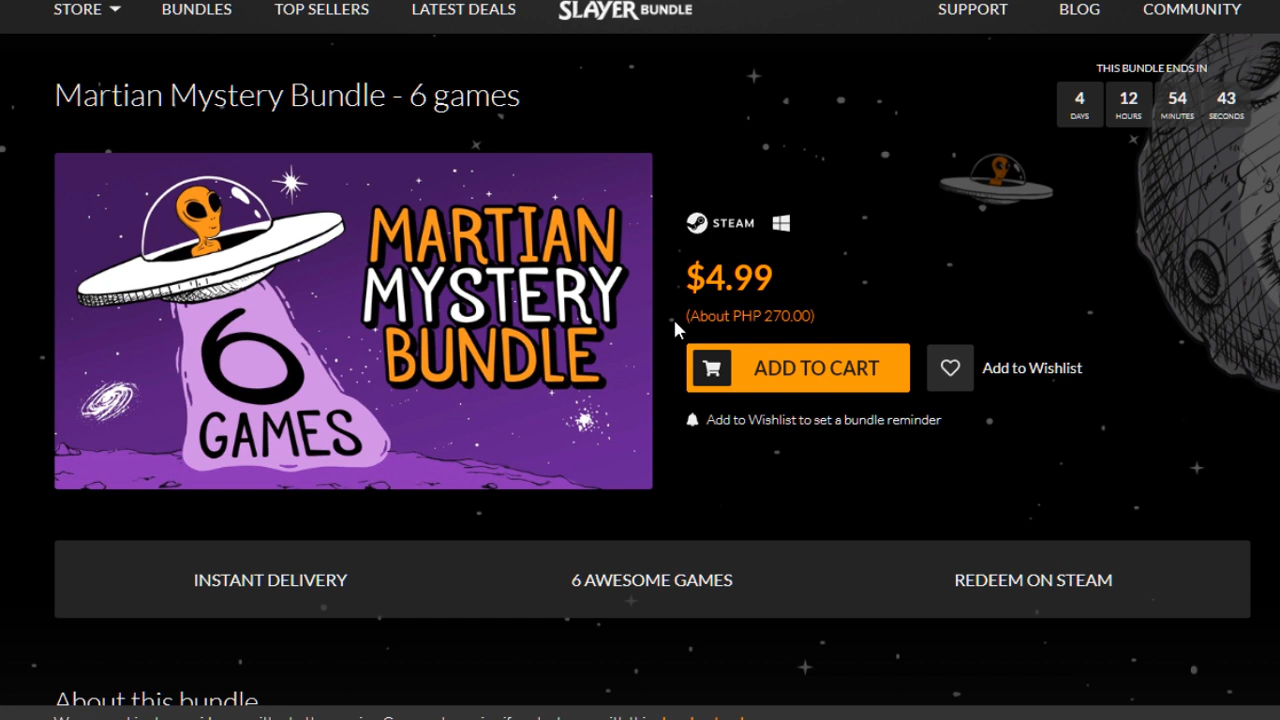 STORE BUNDLES TOP SELLERS LATEST DEALS SLAYER BUNDLE SUPPORT BLOG COMMUNITY
THIS BUNDLE ENDS IN
Martian Mystery Bundle - 6 games
4 12 54 43
DAYS HOURS MINUTES SECONDS
MARTIAN
MYSTERY
BUNDLE
6
GAMES
STEAM
$4.99
(About PHP 270.00)
ADD TO CART
Add to Wishlist
Add to Wishlist to set a bundle reminder
INSTANT DELIVERY 6 AWESOME GAMES REDEEM ON STEAM
About this bundle